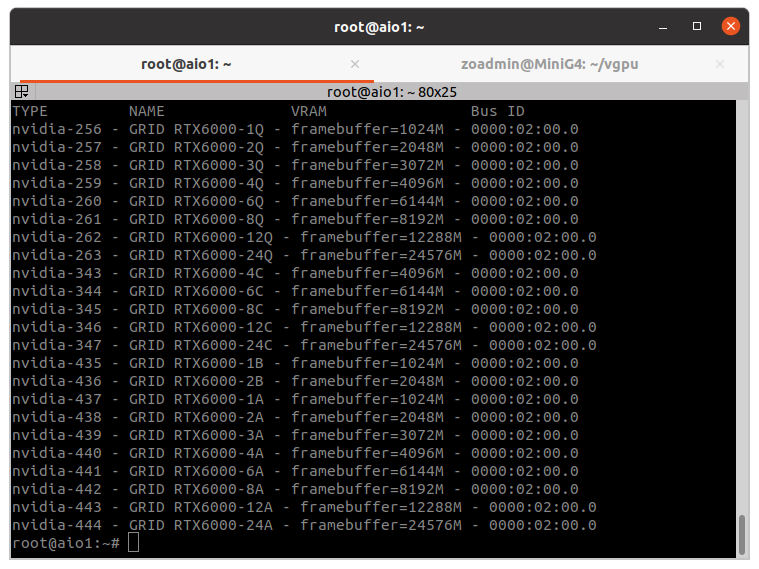 root@aio1: ~
root@aio1: ~
zoadmin@MiniG4: ~/vgpu
root@aio1: ~ 80x25
TYPE         NAME              VRAM                Bus ID
nvidia-256 - GRID RTX6000-1Q - framebuffer=1024M - 0000:02:00.0
nvidia-257 - GRID RTX6000-2Q - framebuffer=2048M - 0000:02:00.0
nvidia-258 - GRID RTX6000-3Q - framebuffer=3072M - 0000:02:00.0
nvidia-259 - GRID RTX6000-4Q - framebuffer=4096M - 0000:02:00.0
nvidia-260 - GRID RTX6000-6Q - framebuffer=6144M - 0000:02:00.0
nvidia-261 - GRID RTX6000-8Q - framebuffer=8192M - 0000:02:00.0
nvidia-262 - GRID RTX6000-12Q - framebuffer=12288M - 0000:02:00.0
nvidia-263 - GRID RTX6000-24Q - framebuffer=24576M - 0000:02:00.0
nvidia-343 - GRID RTX6000-4C - framebuffer=4096M - 0000:02:00.0
nvidia-344 - GRID RTX6000-6C - framebuffer=6144M - 0000:02:00.0
nvidia-345 - GRID RTX6000-8C - framebuffer=8192M - 0000:02:00.0
nvidia-346 - GRID RTX6000-12C - framebuffer=12288M - 0000:02:00.0
nvidia-347 - GRID RTX6000-24C - framebuffer=24576M - 0000:02:00.0
nvidia-435 - GRID RTX6000-1B - framebuffer=1024M - 0000:02:00.0
nvidia-436 - GRID RTX6000-2B - framebuffer=2048M - 0000:02:00.0
nvidia-437 - GRID RTX6000-1A - framebuffer=1024M - 0000:02:00.0
nvidia-438 - GRID RTX6000-2A - framebuffer=2048M - 0000:02:00.0
nvidia-439 - GRID RTX6000-3A - framebuffer=3072M - 0000:02:00.0
nvidia-440 - GRID RTX6000-4A - framebuffer=4096M - 0000:02:00.0
nvidia-441 - GRID RTX6000-6A - framebuffer=6144M - 0000:02:00.0
nvidia-442 - GRID RTX6000-8A - framebuffer=8192M - 0000:02:00.0
nvidia-443 - GRID RTX6000-12A - framebuffer=12288M - 0000:02:00.0
nvidia-444 - GRID RTX6000-24A - framebuffer=24576M - 0000:02:00.0
root@aio1:~#